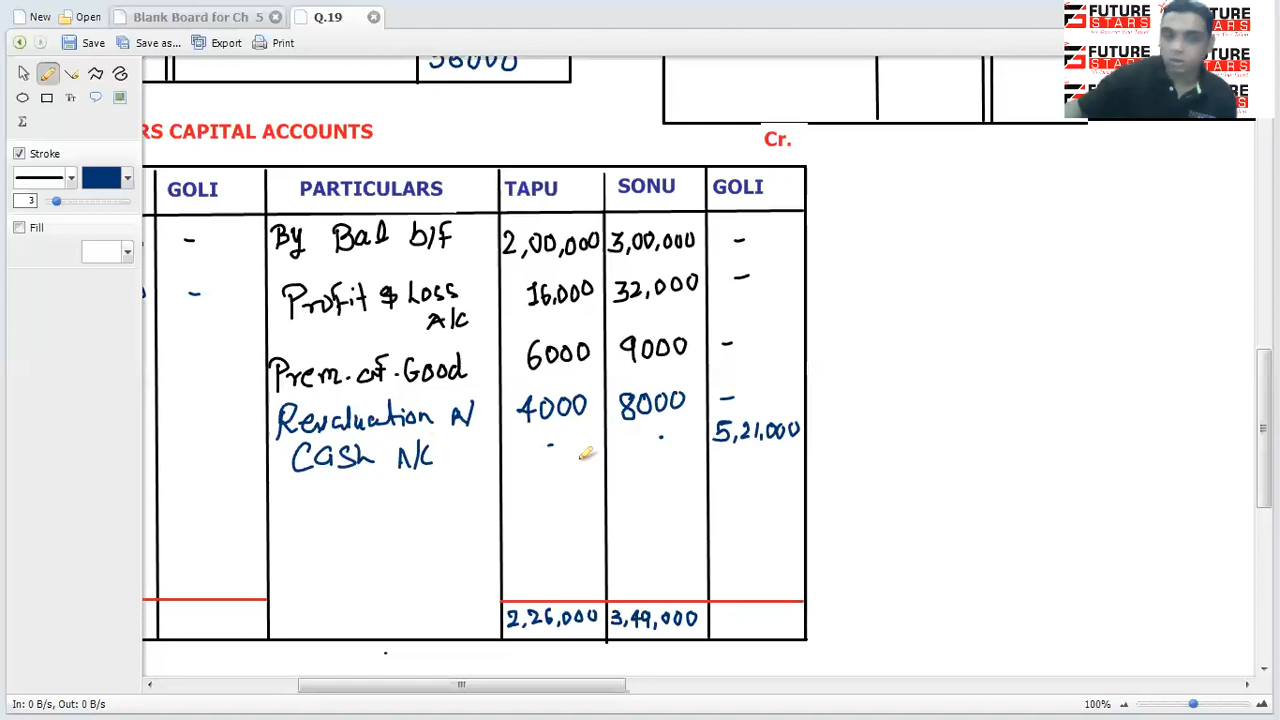 New Open Blank Board for Ch 5 Q.19
Save Save as... Export Print
FUTURE STARS
FUTURE
FUTURE
Stroke
3
Fill
36000
RS CAPITAL ACCOUNTS
Cr.
GOLI PARTICULARS TAPU SONU GOLI
- By Bal b/f 2,00,000 3,00,000 -
- Profit & Loss A/c 16,000 32,000 -
Prem. of. Good 6000 9000 -
Revaluation A/ 4000 8000 -
Cash A/c - . 5,21,000
2,26,000 3,49,000
In: 0 B/s, Out: 0 B/s
100%